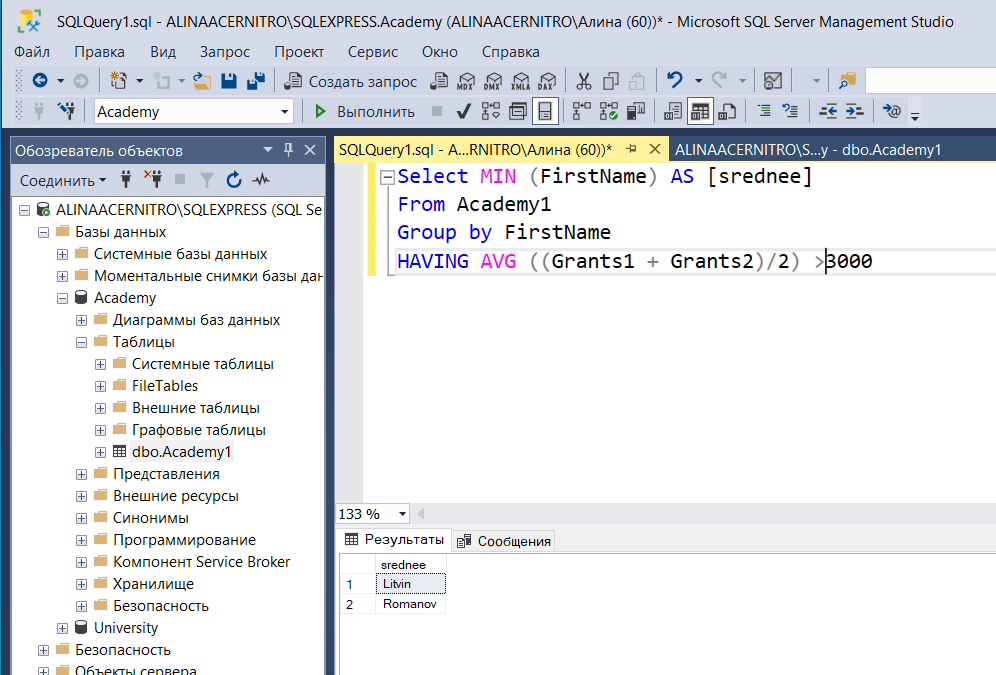 SQLQuery1.sql - ALINAACERNITRO\SQLEXPRESS.Academy (ALINAACERNITRO\Алина (60))* - Microsoft SQL Server Management Studio
Файл Правка Вид Запрос Проект Сервис Окно Справка
Создать запрос MDX DMX XMLA DAX
Academy Выполнить
Обозреватель объектов
Соединить
ALINAACERNITRO\SQLEXPRESS (SQL Se
Базы данных
Системные базы данных
Моментальные снимки базы дан
Academy
Диаграммы баз данных
Таблицы
Системные таблицы
FileTables
Внешние таблицы
Графовые таблицы
dbo.Academy1
Представления
Внешние ресурсы
Синонимы
Программирование
Компонент Service Broker
Хранилище
Безопасность
University
Безопасность
Объекты сервера
SQLQuery1.sql - A...RNITRO\Алина (60))* ALINAACERNITRO\S...y - dbo.Academy1
Select MIN (FirstName) AS [srednee]
From Academy1
Group by FirstName
HAVING AVG ((Grants1 + Grants2)/2) >3000
133 %
Результаты Сообщения
srednee
1 Litvin
2 Romanov